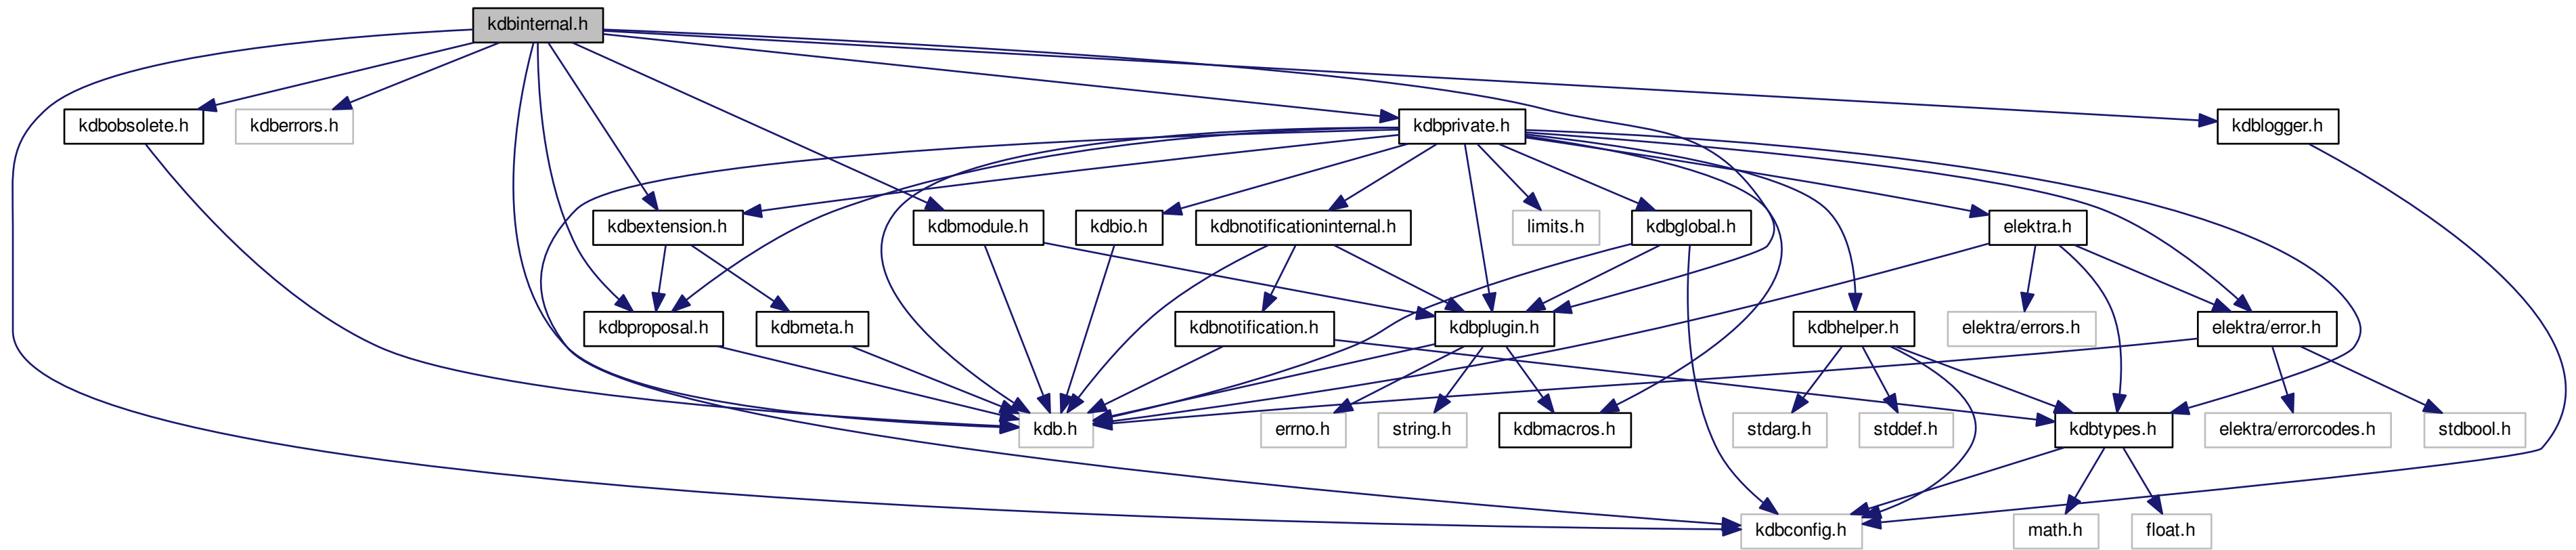 kdbinternal.h
kdbobsolete.h
kdberrors.h
kdbprivate.h
kdblogger.h
kdbextension.h
kdbmodule.h
kdbio.h
kdbnotificationinternal.h
limits.h
kdbglobal.h
elektra.h
kdbproposal.h
kdbmeta.h
kdbnotification.h
kdbplugin.h
kdbhelper.h
elektra/errors.h
elektra/error.h
kdb.h
errno.h
string.h
kdbmacros.h
stdarg.h
stddef.h
kdbtypes.h
elektra/errorcodes.h
stdbool.h
kdbconfig.h
math.h
float.h